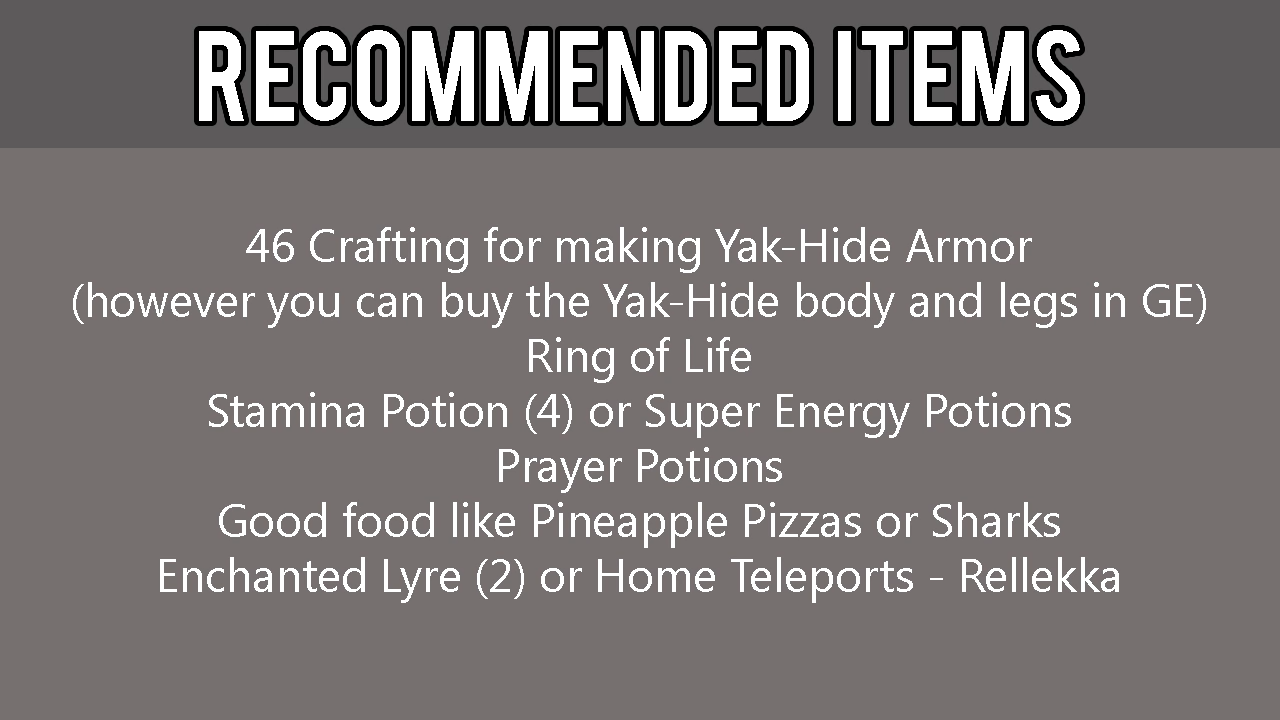 RECOMMENDED ITEMS
46 Crafting for making Yak-Hide Armor
(however you can buy the Yak-Hide body and legs in GE)
Ring of Life
Stamina Potion (4) or Super Energy Potions
Prayer Potions
Good food like Pineapple Pizzas or Sharks
Enchanted Lyre (2) or Home Teleports - Rellekka